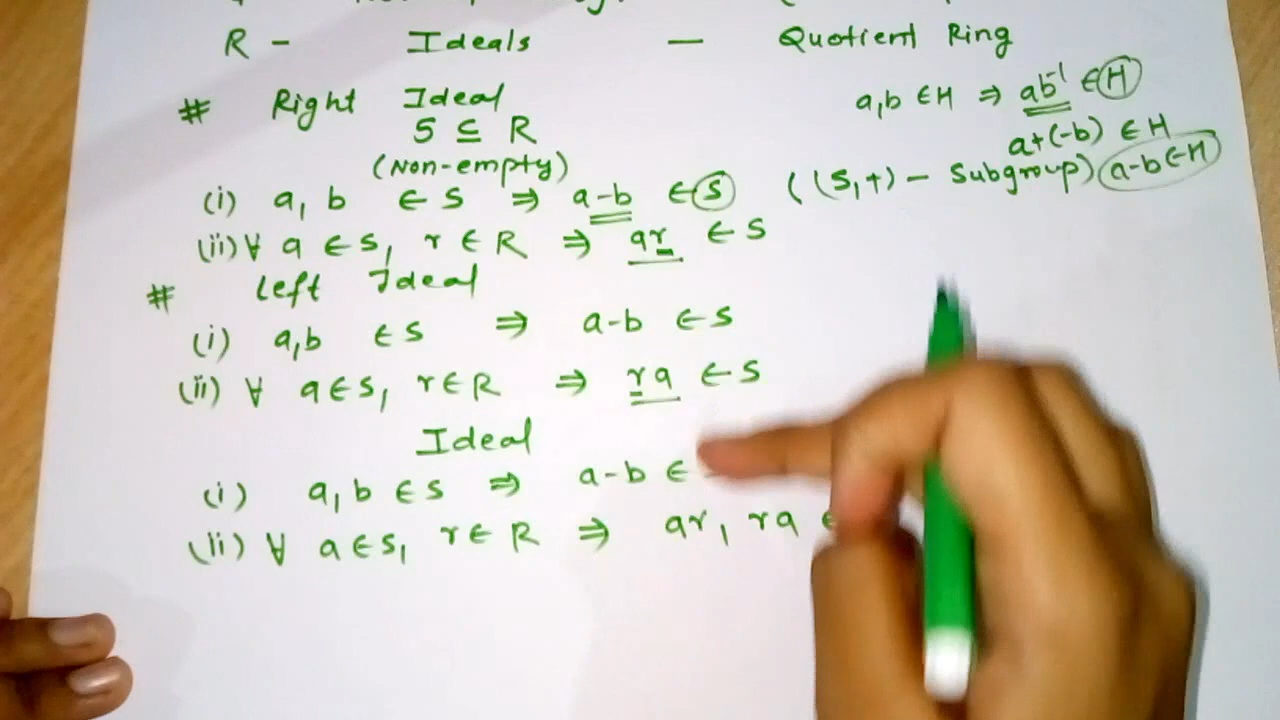 R - Ideals — Quotient Ring
# Right Ideal
a, b ∈ H ⇒ ab⁻¹ ∈ H
S ⊆ R
a+(-b) ∈ H
(Non-empty)
(i) a, b ∈ S ⇒ a-b ∈ S ((S,+) - Subgroup) a-b ∈ H
(ii) ∀ a ∈ S, r ∈ R ⇒ ar ∈ S
# Left Ideal
(i) a,b ∈ S ⇒ a-b ∈ S
(ii) ∀ a ∈ S, r ∈ R ⇒ ra ∈ S
Ideal
(i) a, b ∈ S ⇒ a-b ∈
(ii) ∀ a ∈ S, r ∈ R ⇒ ar, ra ∈